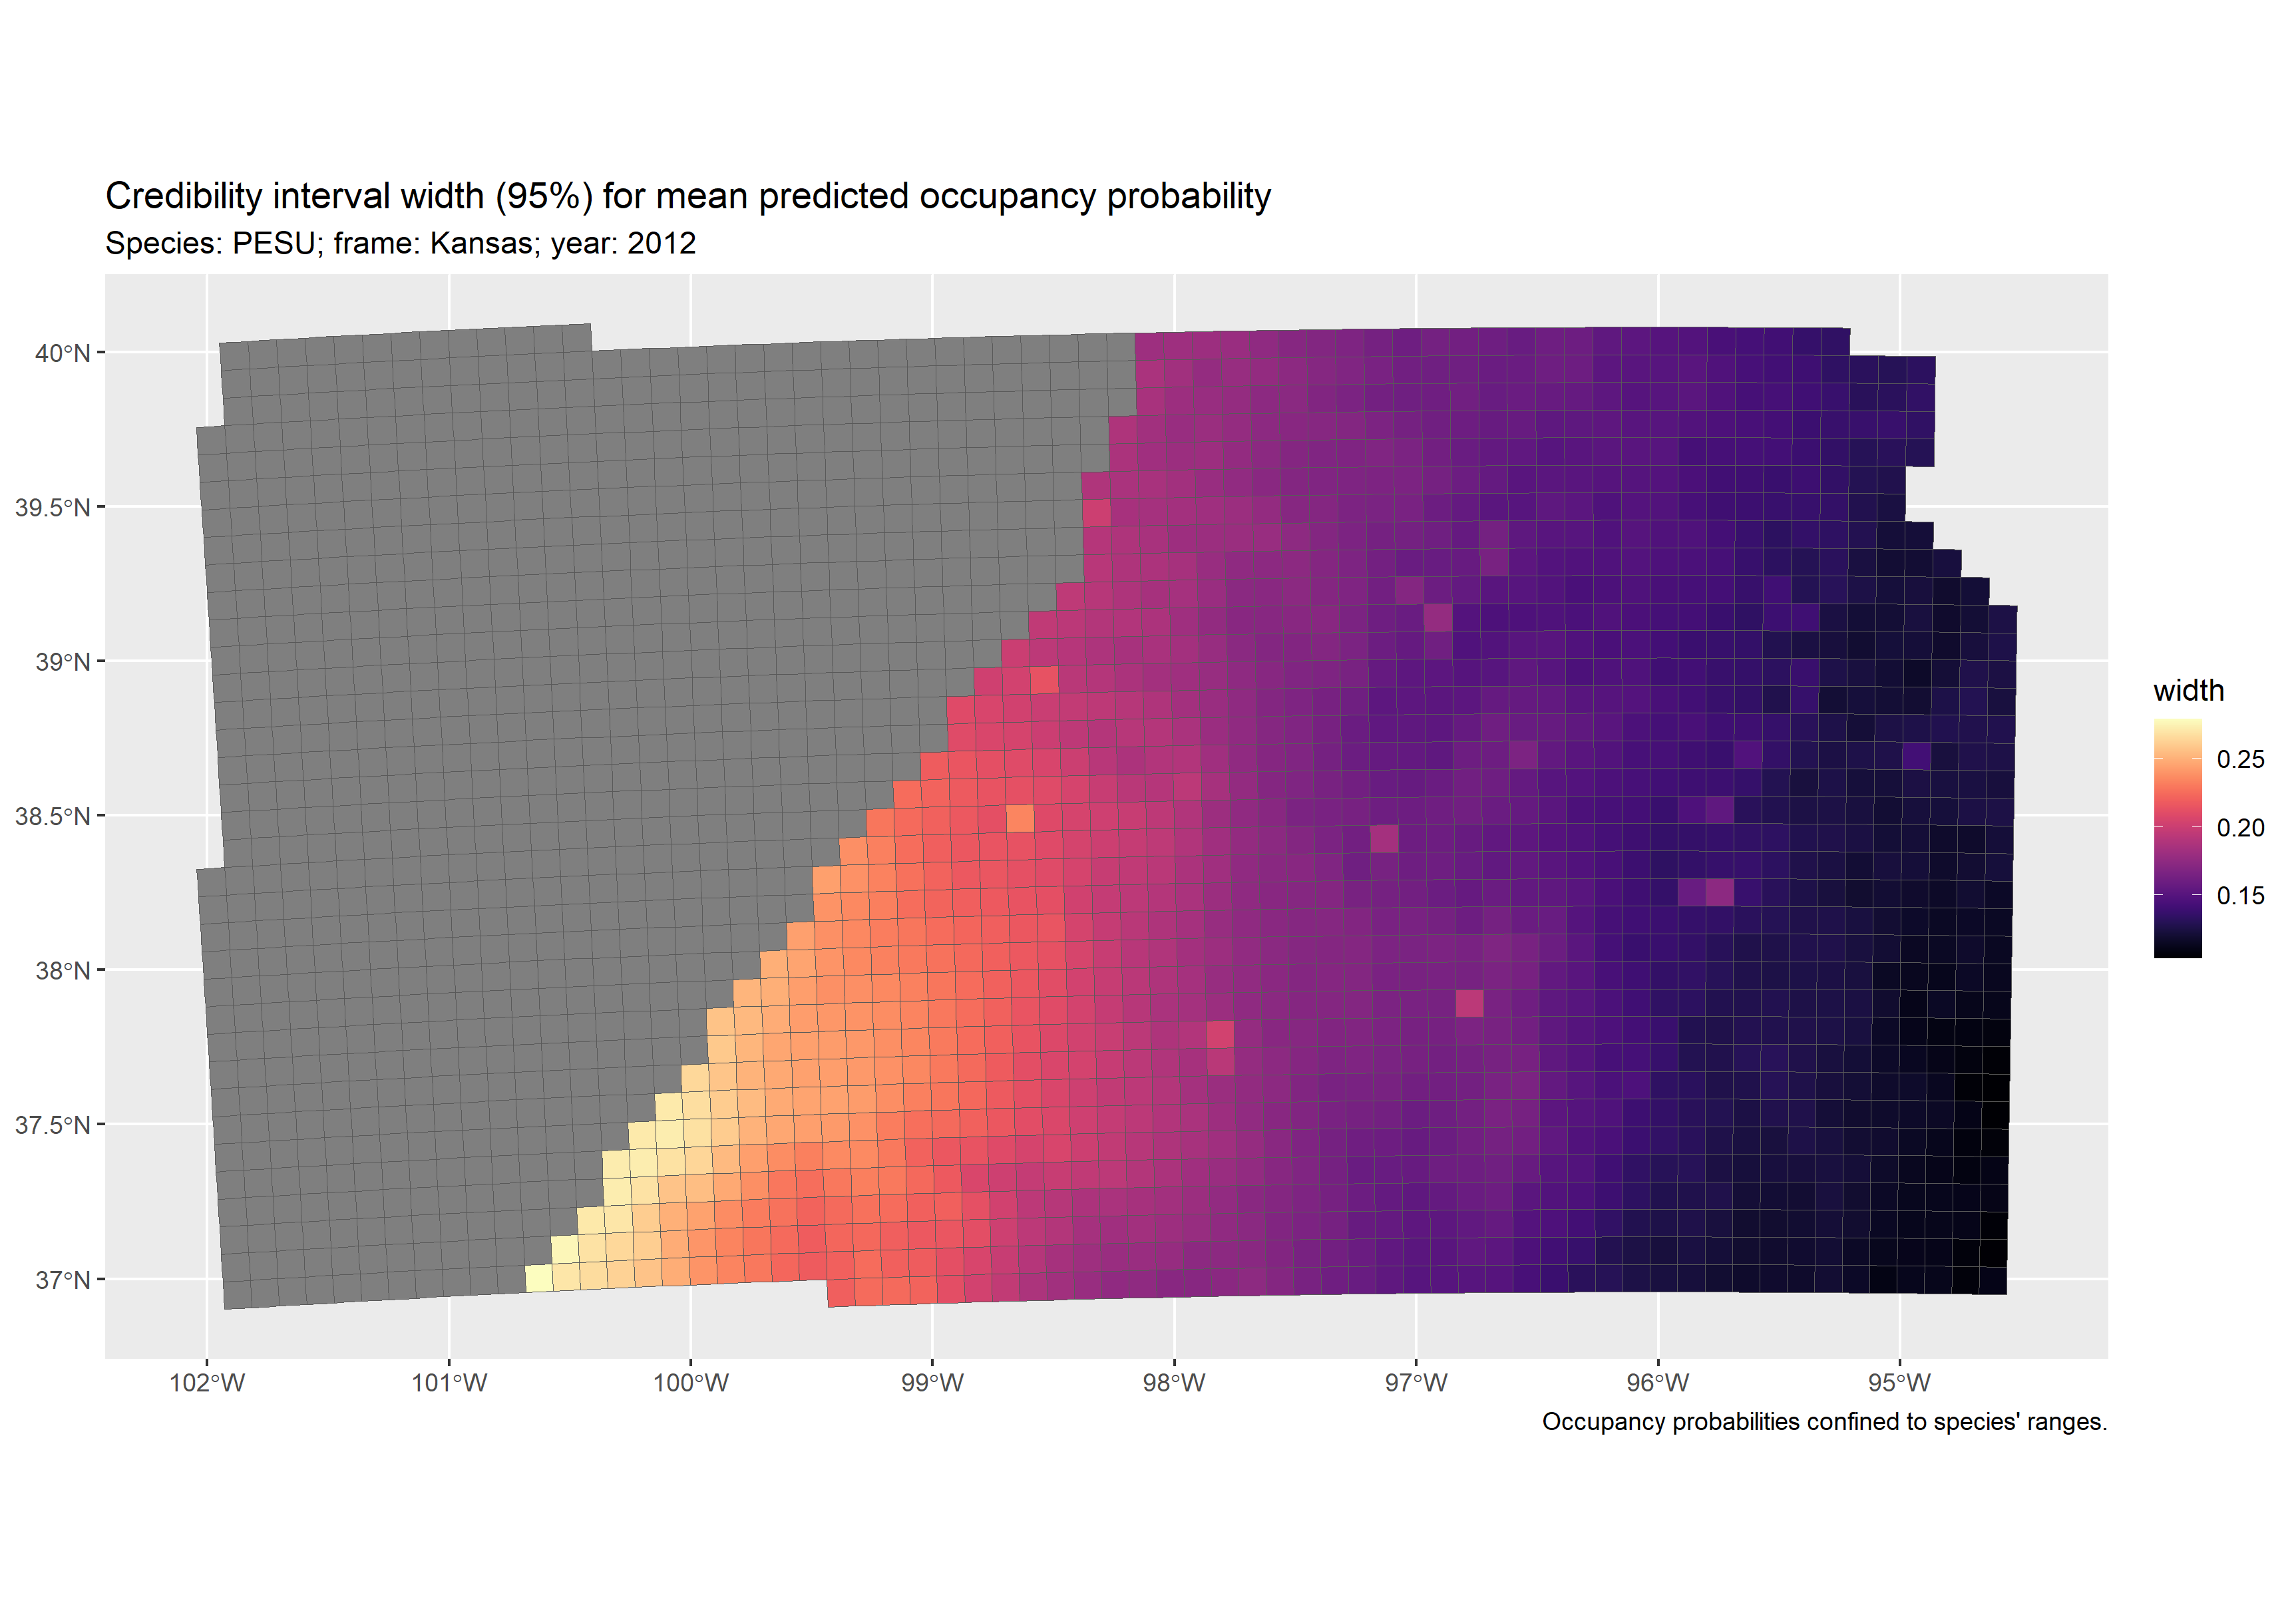 Credibility interval width (95%) for mean predicted occupancy probability
Species: PESU; frame: Kansas; year: 2012
40°N
39.5°N
39°N
38.5°N
38°N
37.5°N
37°N
102°W
101°W
100°W
99°W
98°W
97°W
96°W
95°W
width
0.25
0.20
0.15
Occupancy probabilities confined to species' ranges.